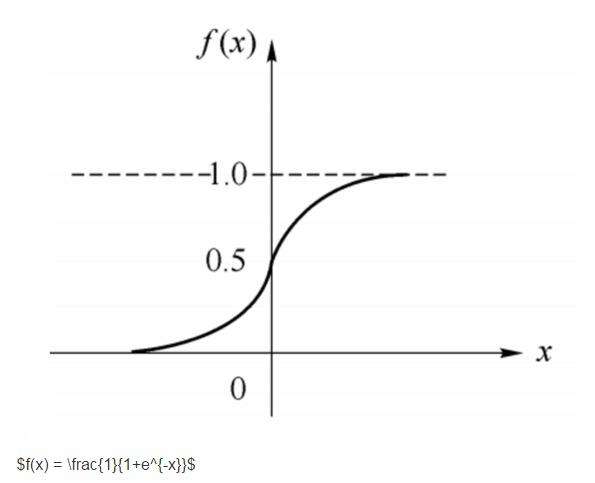 f(x)
1.0
0.5
x
0
$f(x) = \frac{1}{1+e^{-x}}$